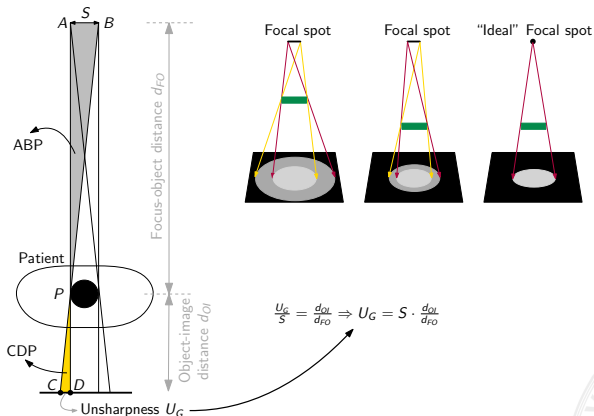 A S B
Focus-object distance d_FO
ABP
Patient
P
Object-image
distance d_OI
CDP
C D
Unsharpness U_G
Focal spot
Focal spot
“Ideal” Focal spot
U_G/S = d_OI/d_FO ⇒ U_G = S · d_OI/d_FO